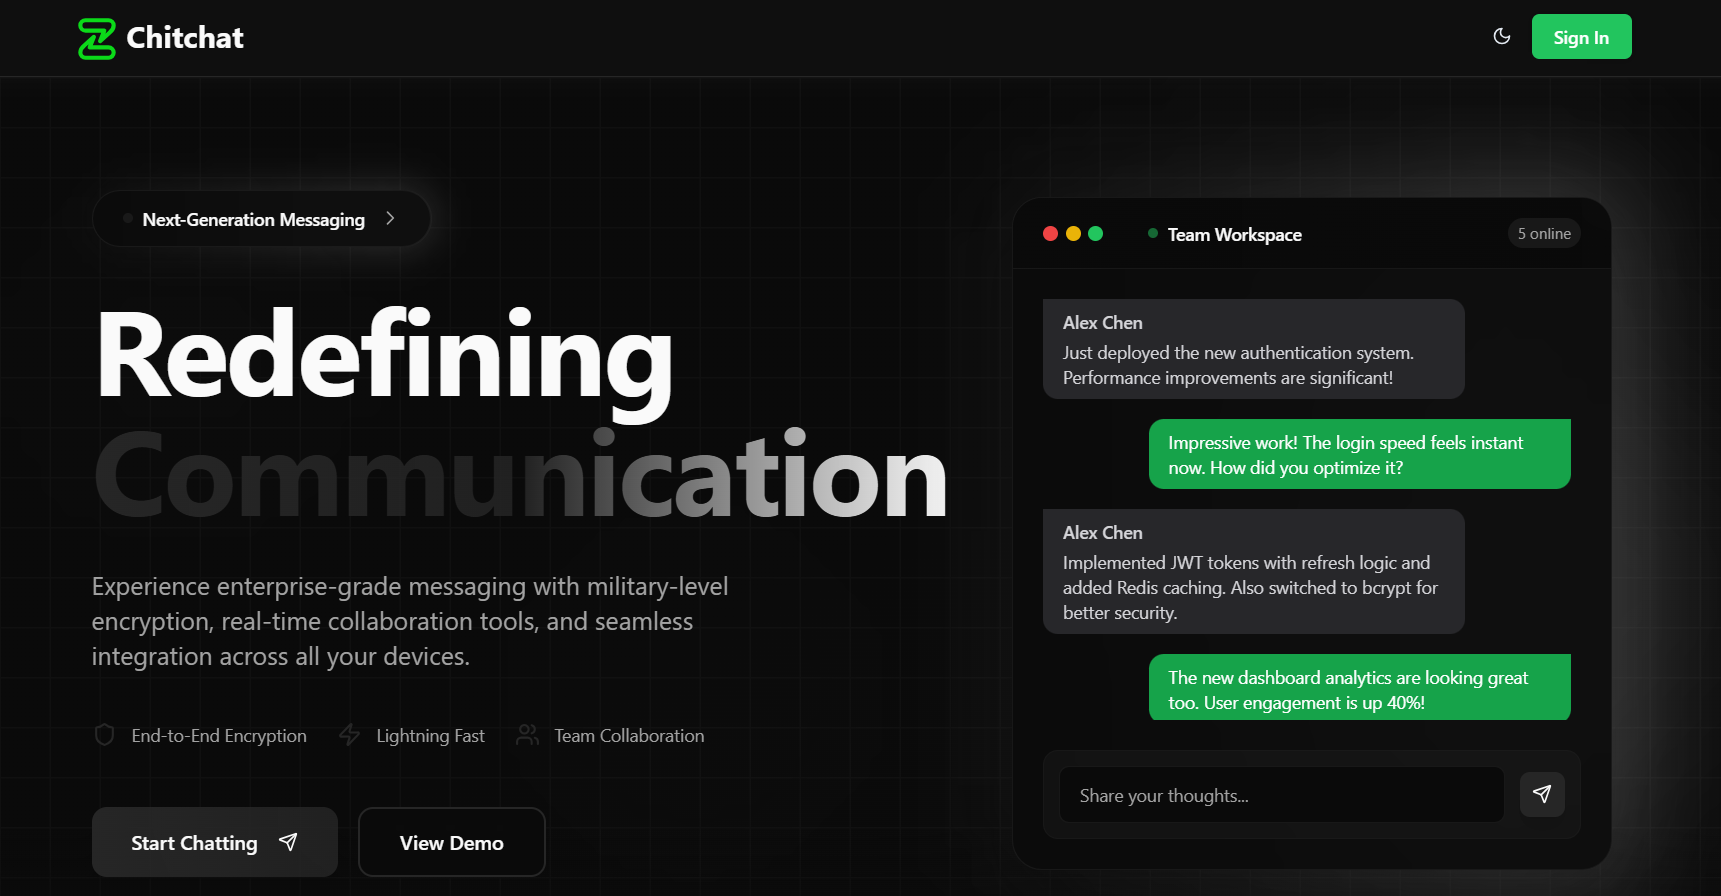 Chitchat
Sign In
Next-Generation Messaging
Redefining
Communication
Experience enterprise-grade messaging with military-level
encryption, real-time collaboration tools, and seamless
integration across all your devices.
End-to-End Encryption
Lightning Fast
Team Collaboration
Start Chatting
View Demo
Team Workspace
5 online
Alex Chen
Just deployed the new authentication system.
Performance improvements are significant!
Impressive work! The login speed feels instant
now. How did you optimize it?
Alex Chen
Implemented JWT tokens with refresh logic and
added Redis caching. Also switched to bcrypt for
better security.
The new dashboard analytics are looking great
too. User engagement is up 40%!
Share your thoughts...